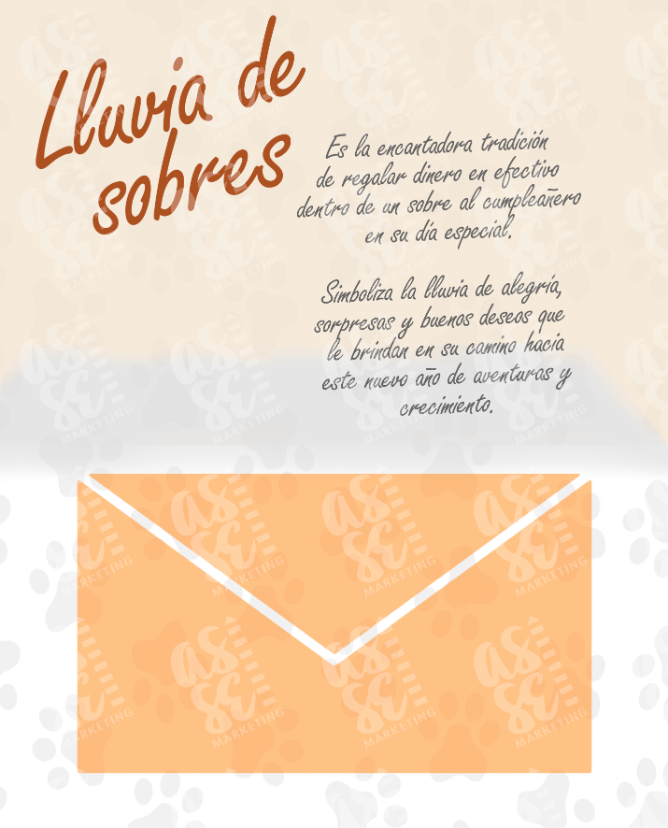 Lluvia de
sobres
Es la encantadora tradición
de regalar dinero en efectivo
dentro de un sobre al cumpleañero
en su día especial.
Simboliza la lluvia de alegría,
sorpresas y buenos deseos que
le brindan en su camino hacia
este nuevo año de aventuras y
crecimiento.